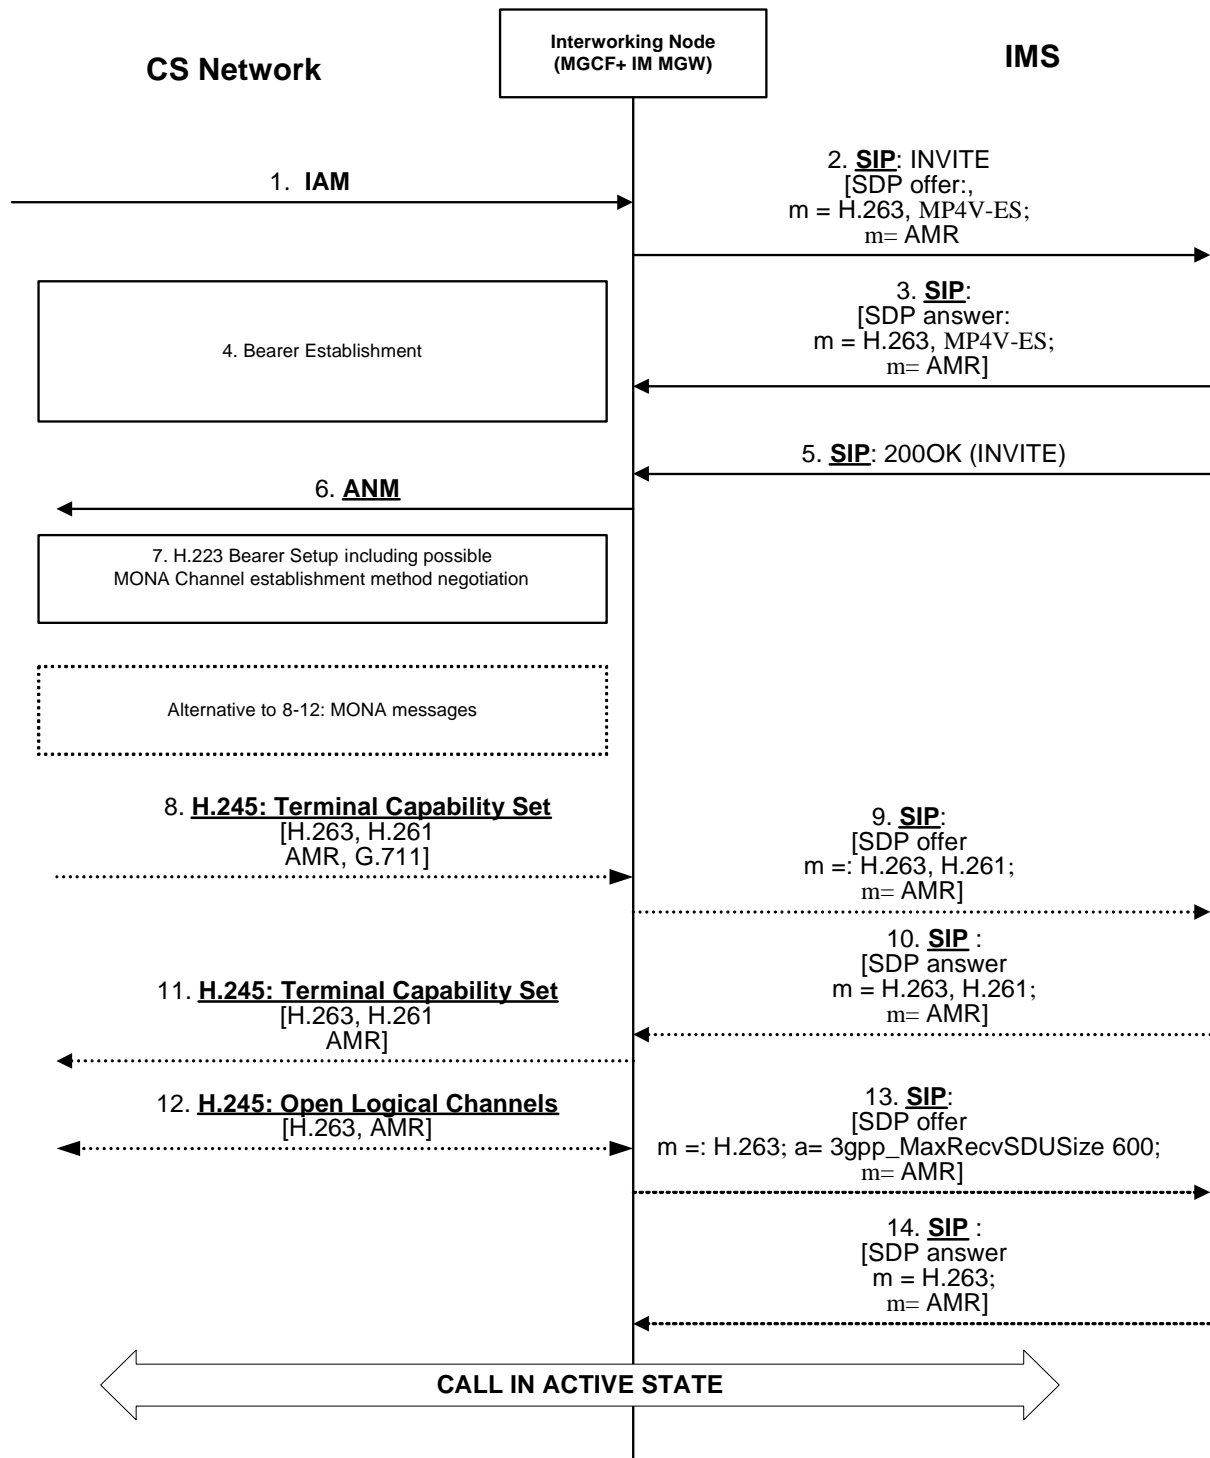 CS Network
Interworking Node
(MGCF+ IM MGW)
IMS
1. IAM
2. SIP: INVITE
[SDP offer:,
m = H.263, MP4V-ES;
m= AMR
3. SIP:
[SDP answer:
m = H.263, MP4V-ES;
m= AMR]
4. Bearer Establishment
5. SIP: 200OK (INVITE)
6. ANM
7. H.223 Bearer Setup including possible
MONA Channel establishment method negotiation
Alternative to 8-12: MONA messages
8. H.245: Terminal Capability Set
[H.263, H.261
AMR, G.711]
9. SIP:
[SDP offer
m =: H.263, H.261;
m= AMR]
10. SIP :
[SDP answer
m = H.263, H.261;
m= AMR]
11. H.245: Terminal Capability Set
[H.263, H.261
AMR]
12. H.245: Open Logical Channels
[H.263, AMR]
13. SIP:
[SDP offer
m =: H.263; a= 3gpp_MaxRecvSDUSize 600;
m= AMR]
14. SIP :
[SDP answer
m = H.263;
m= AMR]
CALL IN ACTIVE STATE